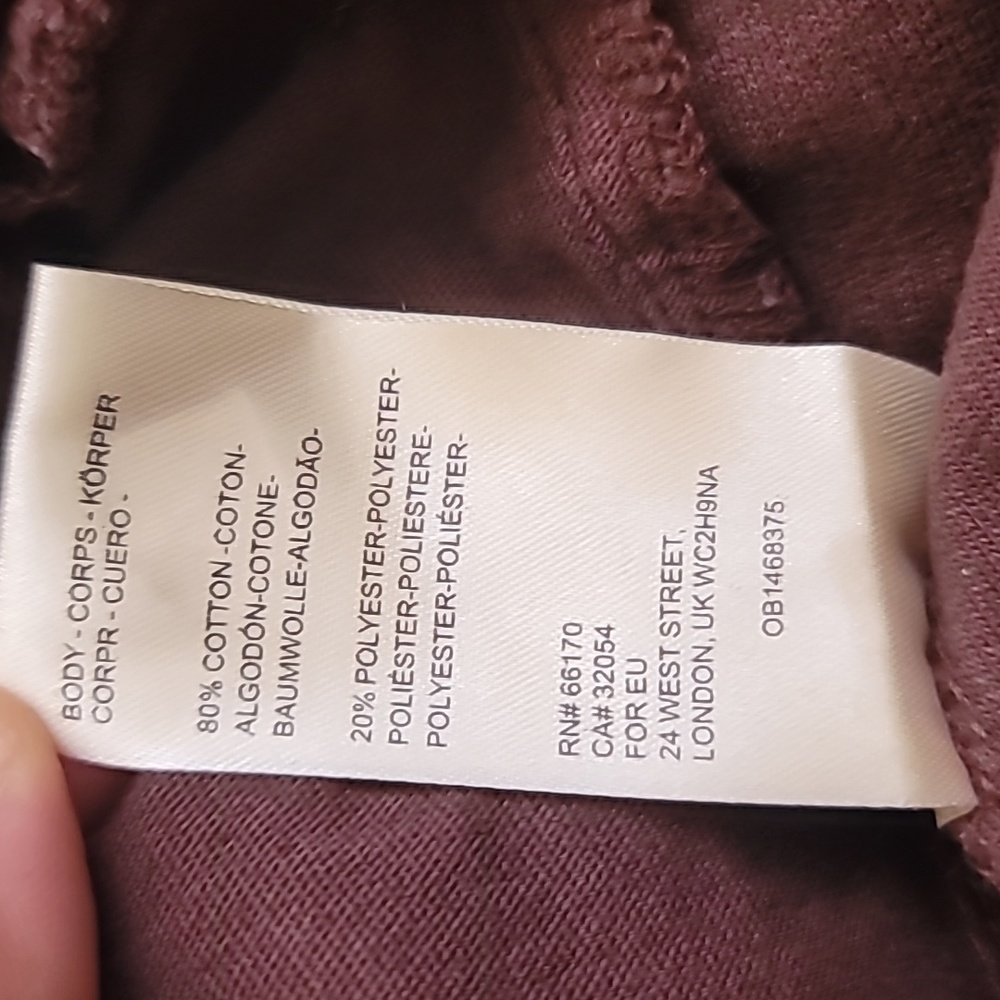 BODY - CORPS - KÖRPER
CORPR - CUERO -
80% COTTON -COTON-
ALGODÓN-COTONE-
BAUMWOLLE-ALGODÃO-
20% POLYESTER-POLYESTER-
POLIÉSTER-POLIESTERE-
POLYESTER-POLIÉSTER-
RN# 66170
CA# 32054
FOR EU
24 WEST STREET,
LONDON, UK WC2H9NA
OB1468375